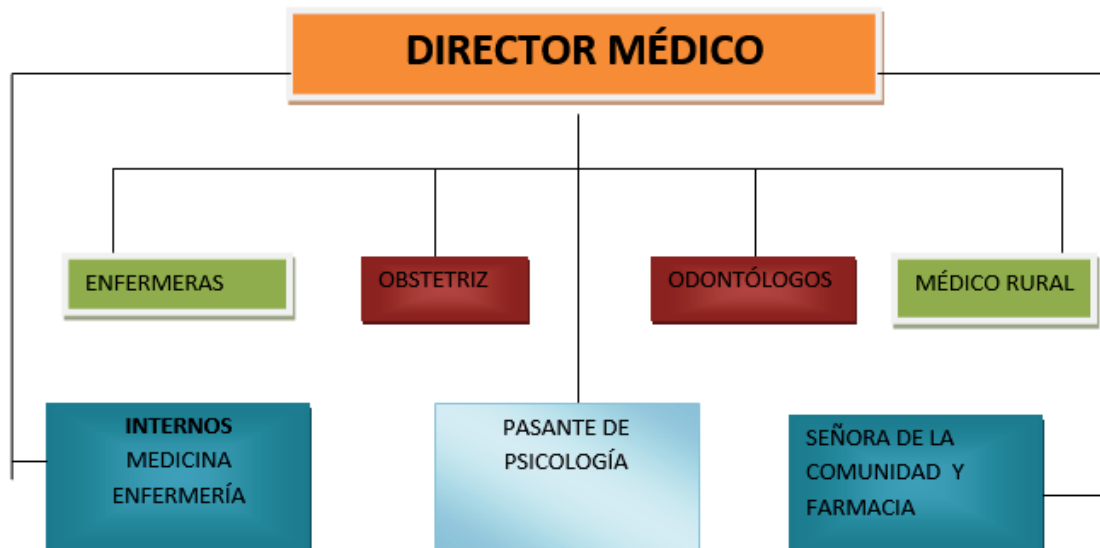 DIRECTOR MÉDICO
ENFERMERAS
OBSTETRIZ
ODONTÓLOGOS
MÉDICO RURAL
INTERNOS
MEDICINA
ENFERMERÍA
PASANTE DE
PSICOLOGÍA
SEÑORA DE LA
COMUNIDAD Y
FARMACIA